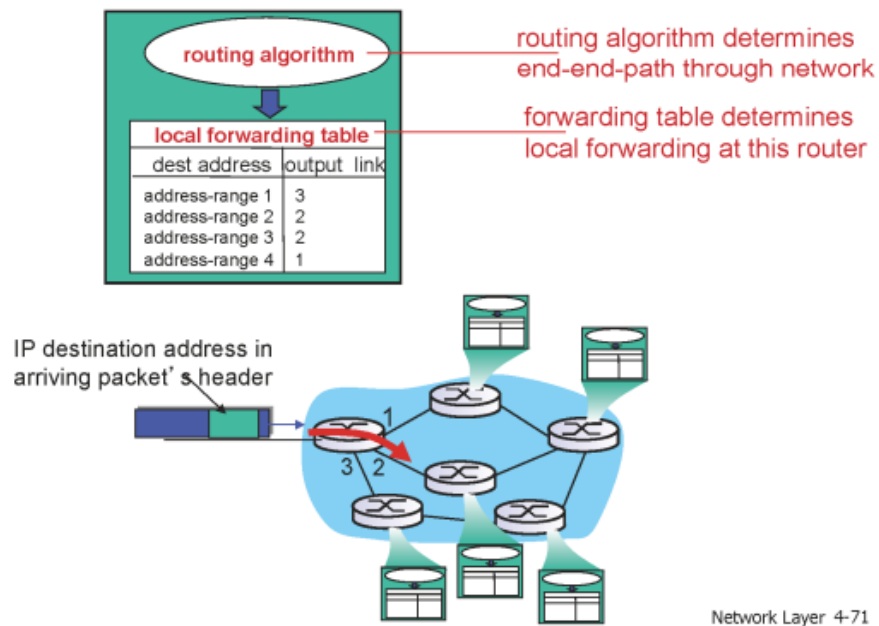 routing algorithm
routing algorithm determines
end-end-path through network
local forwarding table
forwarding table determines
local forwarding at this router
dest address output link
address-range 1 3
address-range 2 2
address-range 3 2
address-range 4 1
IP destination address in
arriving packet's header
1
3 2
Network Layer 4-71